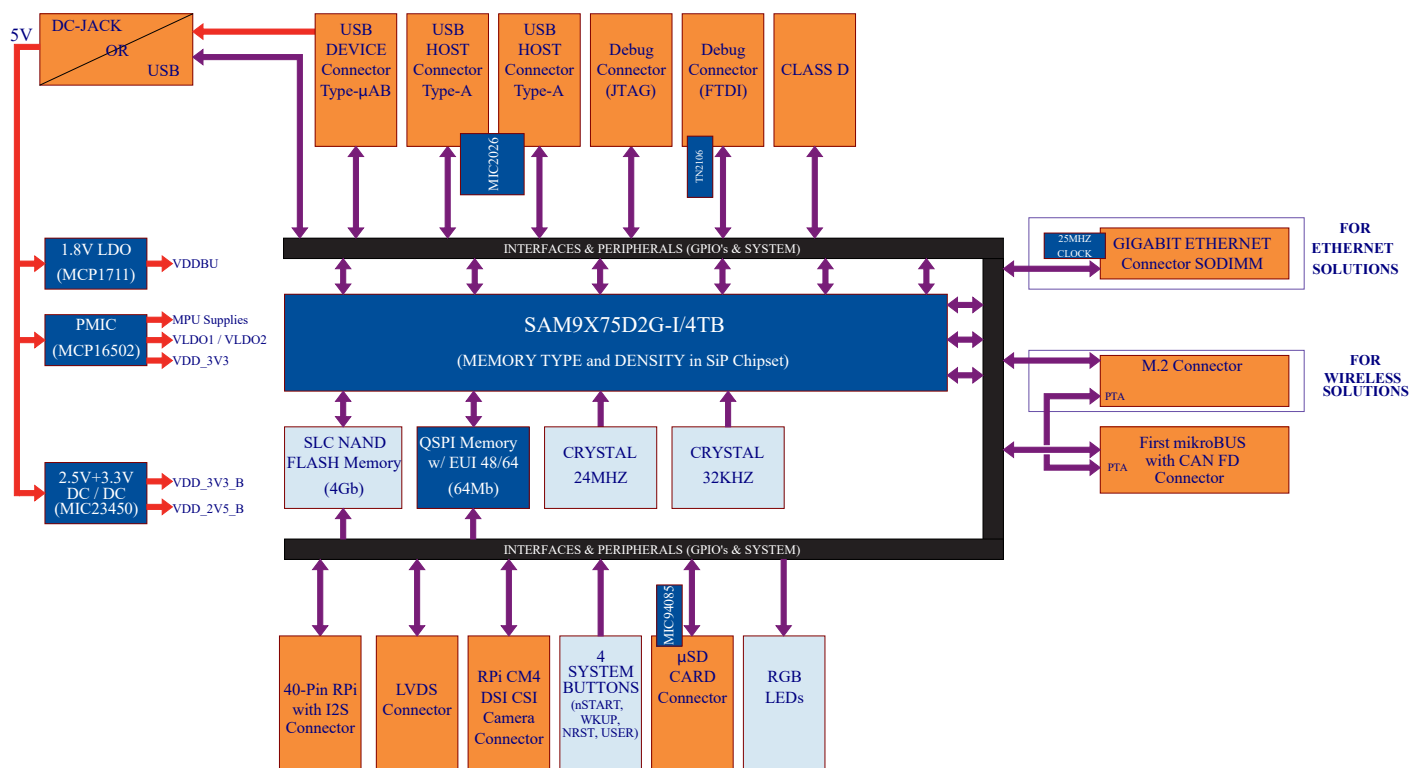 5V
DC-JACK
OR
USB
USB
DEVICE
Connector
Type-µAB
USB
HOST
Connector
Type-A
USB
HOST
Connector
Type-A
Debug
Connector
(JTAG)
Debug
Connector
(FTDI)
CLASS D
MIC2026
TN2106
INTERFACES & PERIPHERALS (GPIO's & SYSTEM)
1.8V LDO
(MCP1711)
VDDBU
PMIC
(MCP16502)
MPU Supplies
VLDO1 / VLDO2
VDD_3V3
2.5V+3.3V
DC / DC
(MIC23450)
VDD_3V3_B
VDD_2V5_B
SAM9X75D2G-I/4TB
(MEMORY TYPE and DENSITY in SiP Chipset)
25MHZ
CLOCK
GIGABIT ETHERNET
Connector SODIMM
FOR
ETHERNET
SOLUTIONS
M.2 Connector
PTA
FOR
WIRELESS
SOLUTIONS
First mikroBUS
with CAN FD
Connector
PTA
SLC NAND
FLASH Memory
(4Gb)
QSPI Memory
w/ EUI 48/64
(64Mb)
CRYSTAL
24MHZ
CRYSTAL
32KHZ
INTERFACES & PERIPHERALS (GPIO's & SYSTEM)
MIC94085
40-Pin RPi
with I2S
Connector
LVDS
Connector
RPi CM4
DSI CSI
Camera
Connector
4
SYSTEM
BUTTONS
(nSTART,
WKUP,
NRST, USER)
µSD
CARD
Connector
RGB
LEDs